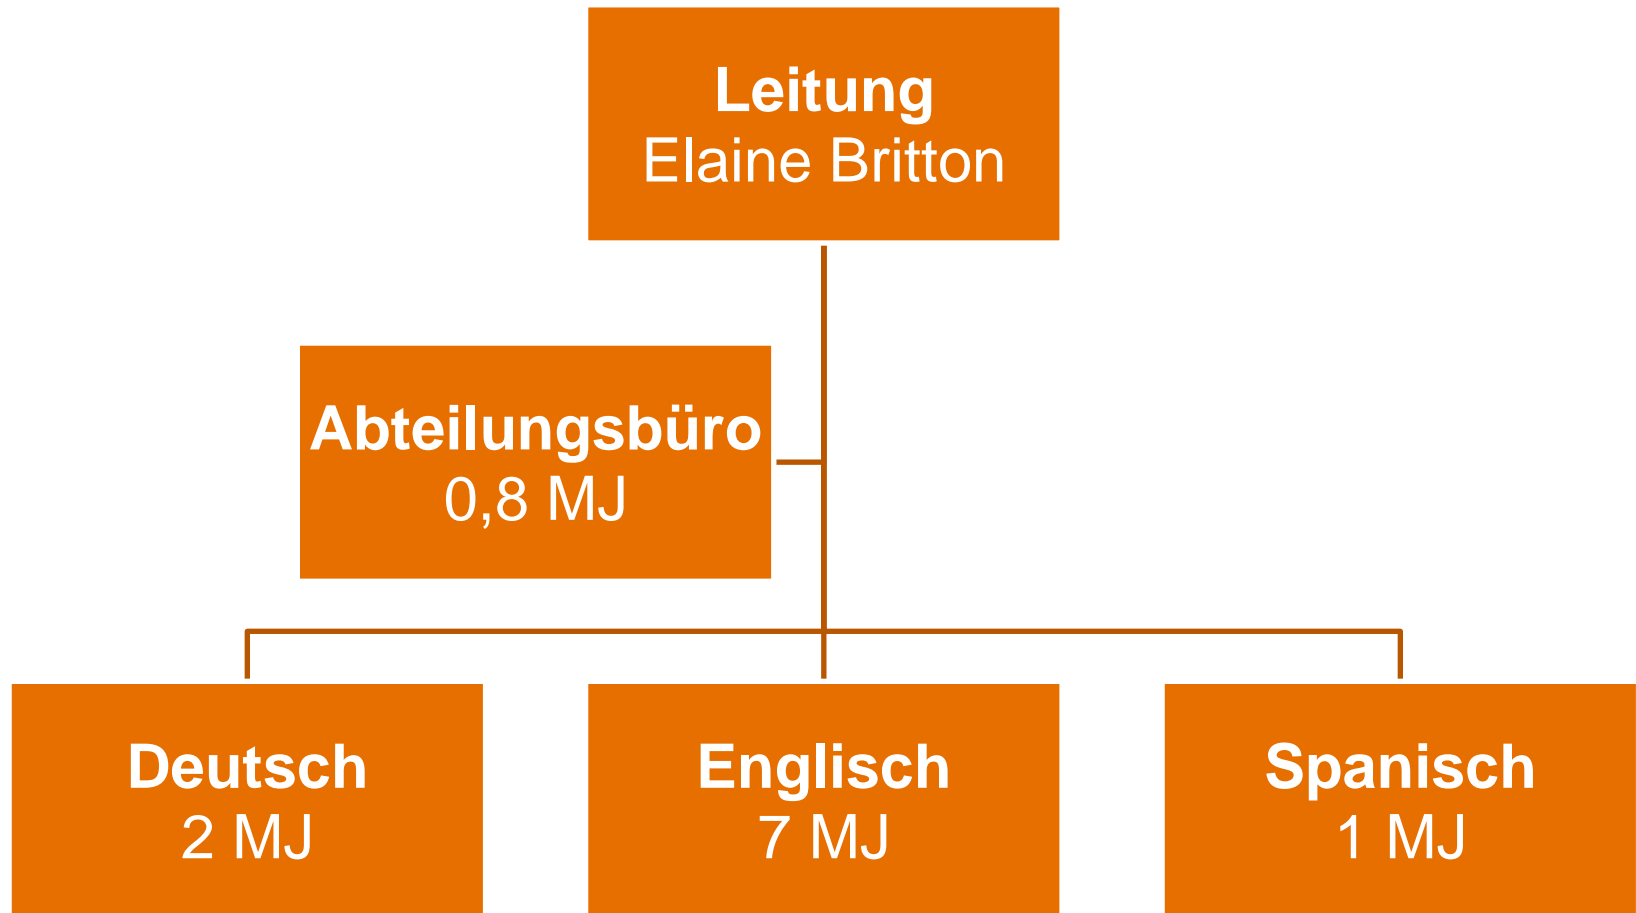 Leitung
Elaine Britton
Abteilungsbüro
0,8 MJ
Deutsch
2 MJ
Englisch
7 MJ
Spanisch
1 MJ